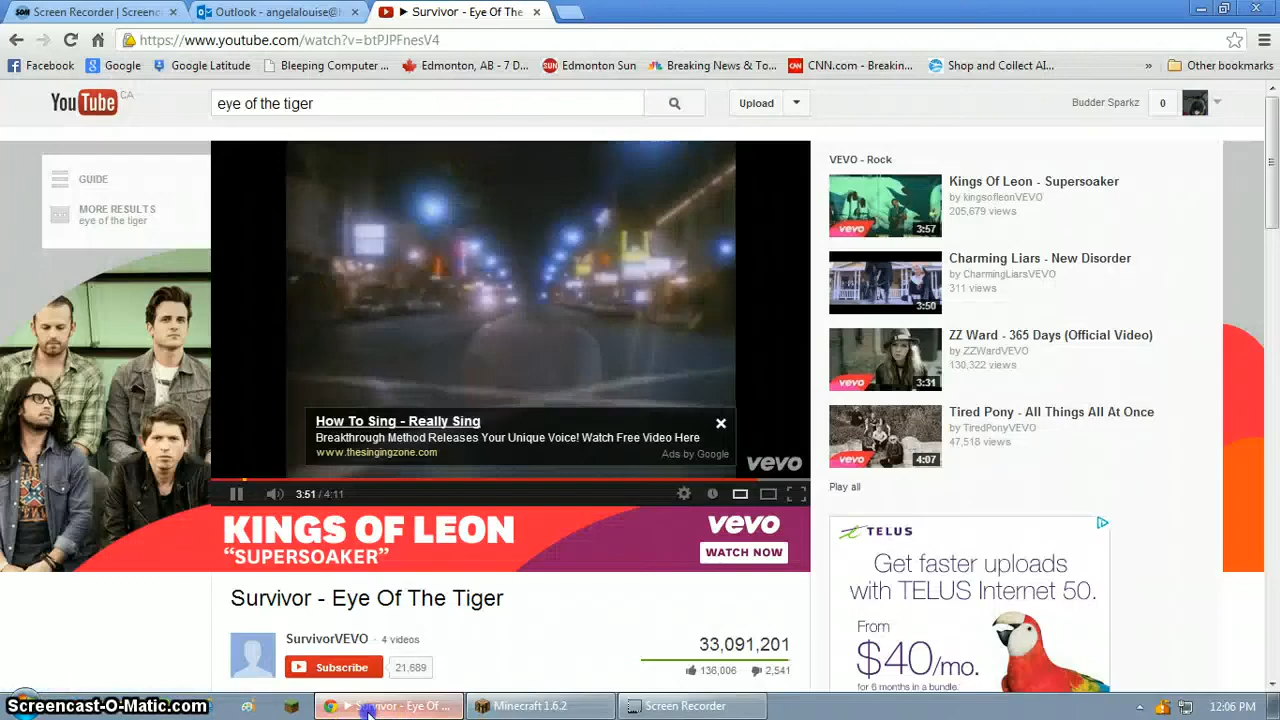 Screen Recorder | Screenc
Outlook - angelalouise@h
Survivor - Eye Of The
https://www.youtube.com/watch?v=btPJPFnesV4
Facebook
Google
Google Latitude
Bleeping Computer ...
Edmonton, AB - 7 D...
Edmonton Sun
Breaking News & To...
CNN.com - Breakin...
Shop and Collect AI...
»
Other bookmarks
YouTube CA
eye of the tiger
Upload
Budder Sparkz
0
GUIDE
MORE RESULTS
eye of the tiger
How To Sing - Really Sing
Breakthrough Method Releases Your Unique Voice! Watch Free Video Here
www.thesingingzone.com
Ads by Google
vevo
3:51 / 4:11
KINGS OF LEON
“SUPERSOAKER”
vevo
WATCH NOW
Survivor - Eye Of The Tiger
SurvivorVEVO · 4 videos
Subscribe
21,689
33,091,201
136,006
2,541
VEVO - Rock
Kings Of Leon - Supersoaker
by kingsofleonVEVO
205,679 views
vevo
3:57
Charming Liars - New Disorder
by CharmingLiarsVEVO
311 views
3:50
ZZ Ward - 365 Days (Official Video)
by ZZWardVEVO
130,322 views
vevo
3:31
Tired Pony - All Things All At Once
by TiredPonyVEVO
47,518 views
vevo
4:07
Play all
TELUS
Get faster uploads
with TELUS Internet 50.
From
$40/mo.
for 6 months in a bundle.
Screencast-O-Matic.com
Survivor - Eye Of ...
Minecraft 1.6.2
Screen Recorder
12:06 PM